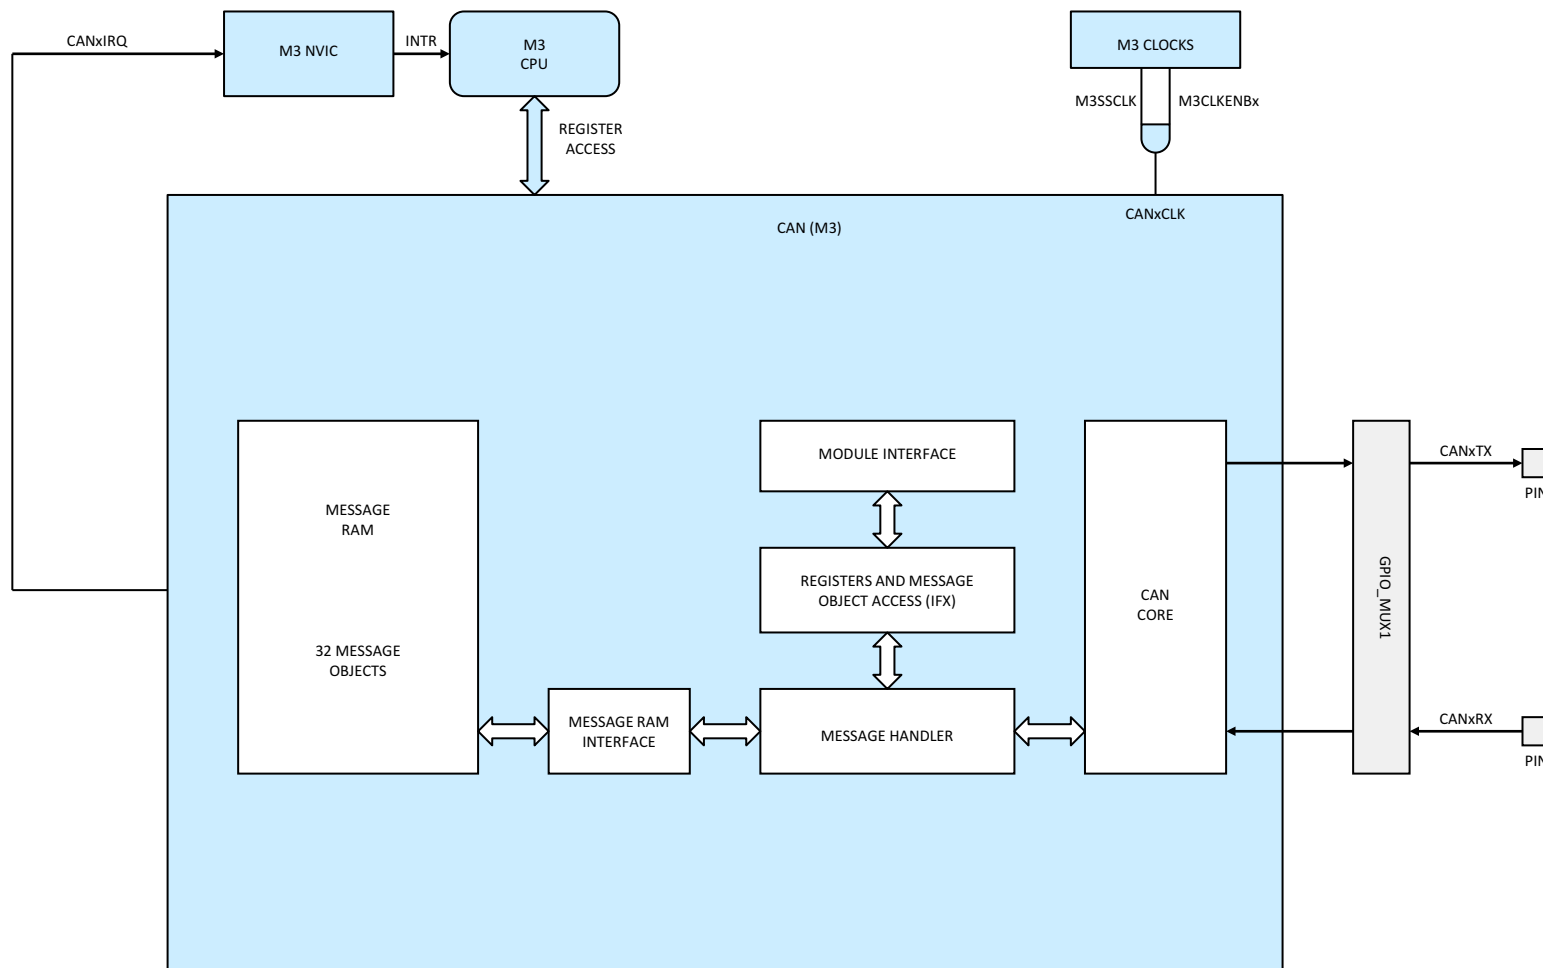 CANxIRQ
M3 NVIC
INTR
M3
CPU
M3 CLOCKS
M3SSCLK
M3CLKENBx
REGISTER
ACCESS
CANxCLK
CAN (M3)
MESSAGE
RAM
32 MESSAGE
OBJECTS
MESSAGE RAM
INTERFACE
MODULE INTERFACE
REGISTERS AND MESSAGE
OBJECT ACCESS (IFX)
MESSAGE HANDLER
CAN
CORE
GPIO_MUX1
CANxTX
PIN
CANxRX
PIN